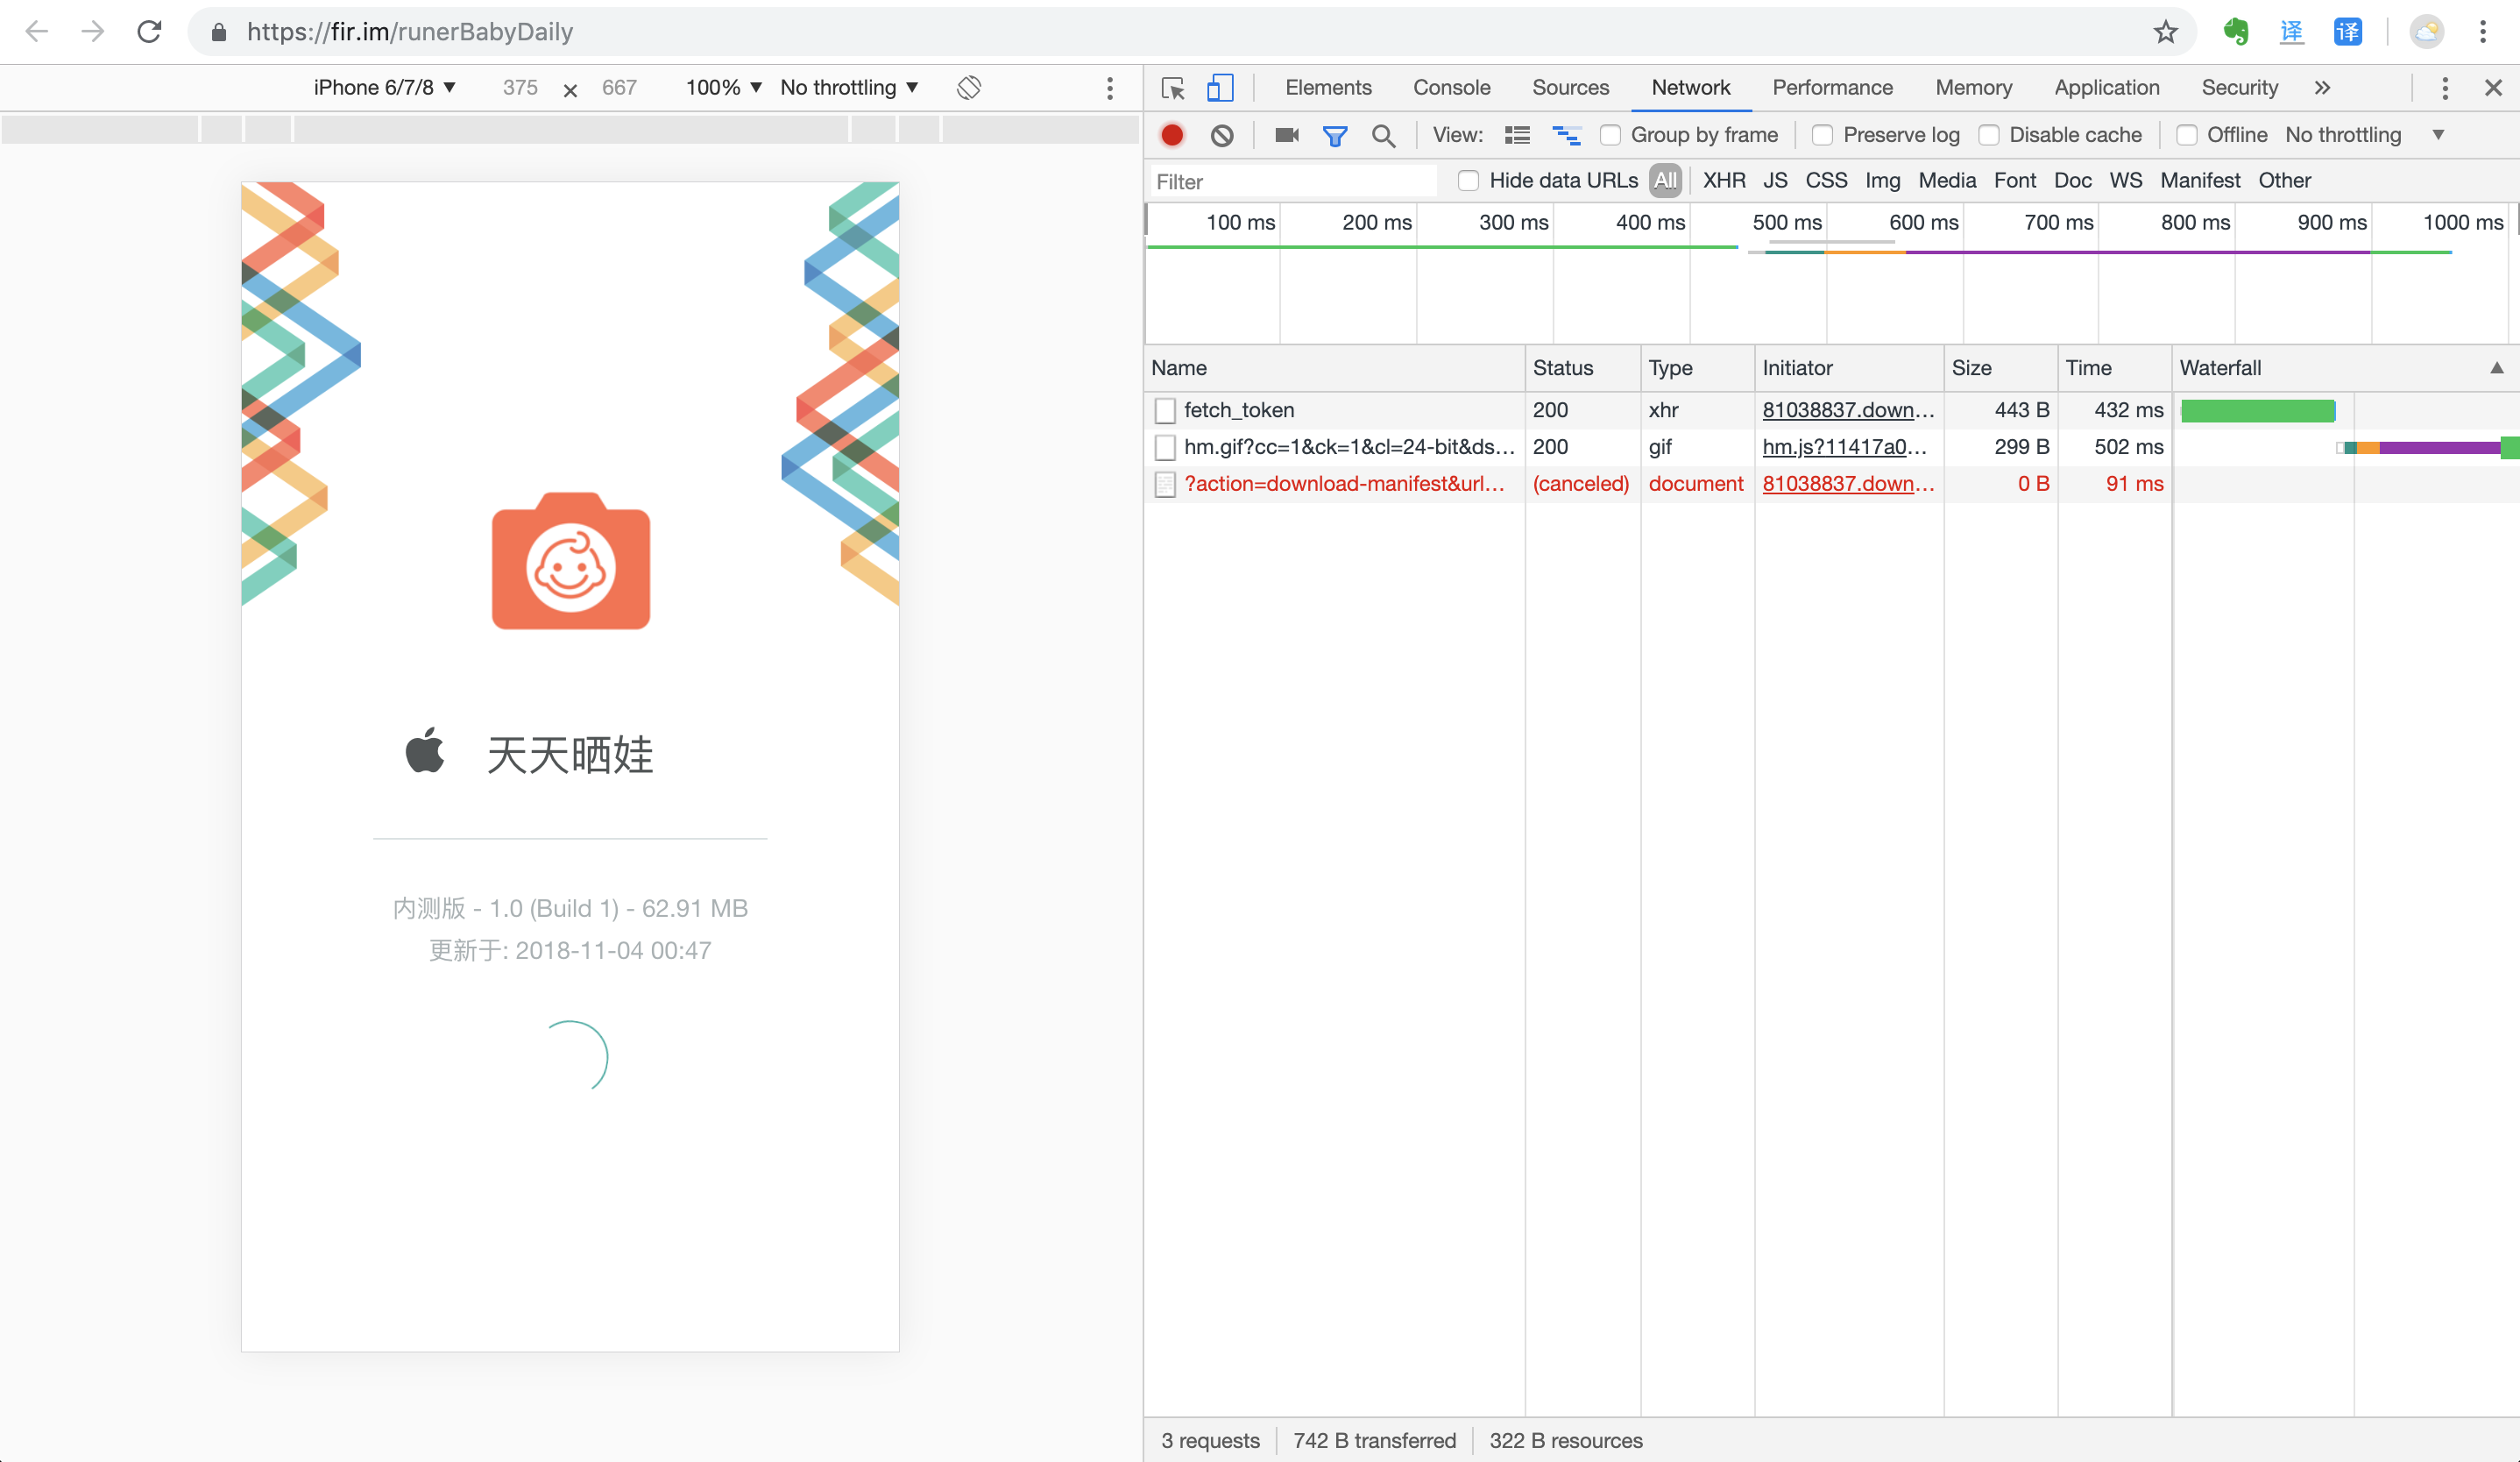 https://fir.im/runerBabyDaily
译 译
iPhone 6/7/8 ▼ 375 × 667 100% ▼ No throttling ▼
Elements Console Sources Network Performance Memory Application Security »
View: Group by frame Preserve log Disable cache Offline No throttling ▼
Filter Hide data URLs All XHR JS CSS Img Media Font Doc WS Manifest Other
100 ms 200 ms 300 ms 400 ms 500 ms 600 ms 700 ms 800 ms 900 ms 1000 ms
Name Status Type Initiator Size Time Waterfall ▲
fetch_token 200 xhr 81038837.down... 443 B 432 ms
hm.gif?cc=1&ck=1&cl=24-bit&ds... 200 gif hm.js?11417a0... 299 B 502 ms
?action=download-manifest&url... (canceled) document 81038837.down... 0 B 91 ms
天天晒娃
内测版 - 1.0 (Build 1) - 62.91 MB
更新于: 2018-11-04 00:47
3 requests 742 B transferred 322 B resources